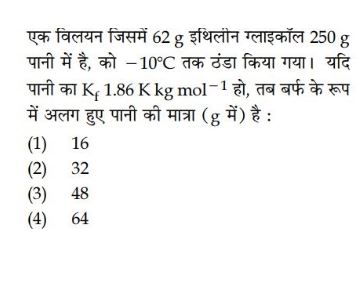 एक विलयन जिसमें 62 g इथिलीन ग्लाइकॉल 250 g
पानी में है, को −10°C तक ठंडा किया गया। यदि
पानी का K_f 1.86 K kg mol−1 हो, तब बर्फ के रूप
में अलग हुए पानी की मात्रा (g में) है :
(1) 16
(2) 32
(3) 48
(4) 64